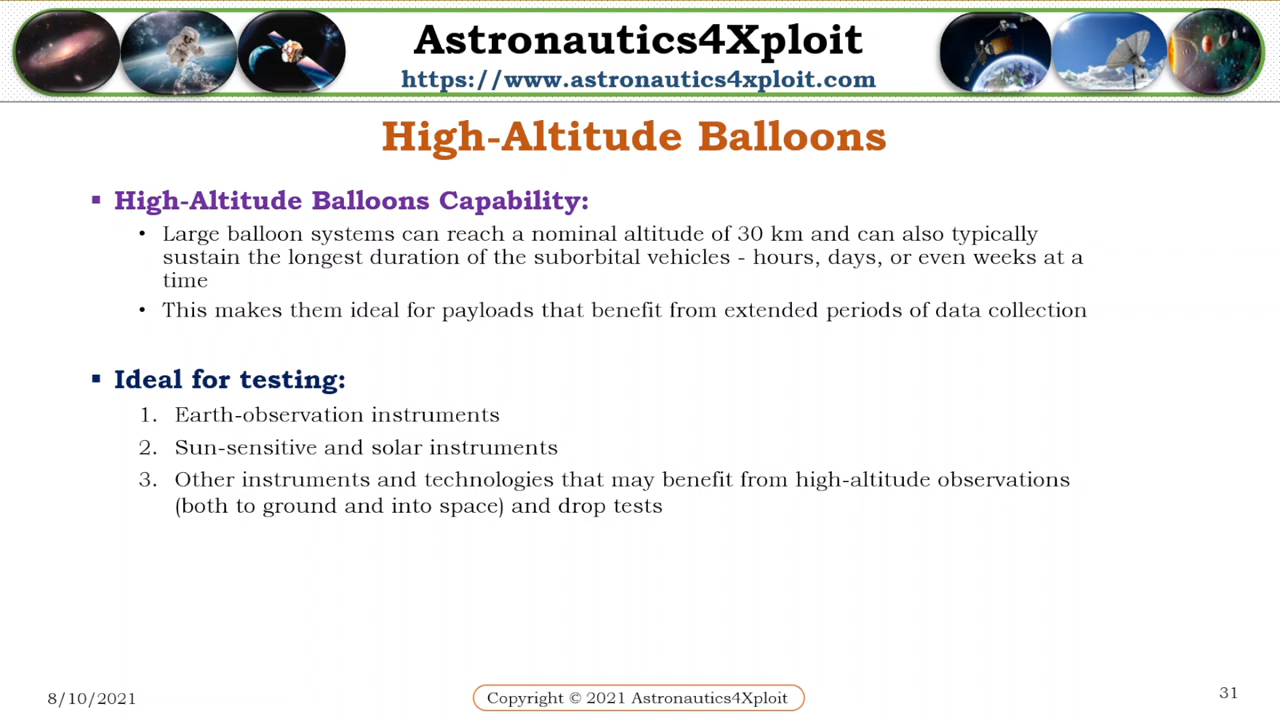 Astronautics4Xploit
https://www.astronautics4xploit.com
High-Altitude Balloons
▪ High-Altitude Balloons Capability:
• Large balloon systems can reach a nominal altitude of 30 km and can also typically
sustain the longest duration of the suborbital vehicles - hours, days, or even weeks at a
time
• This makes them ideal for payloads that benefit from extended periods of data collection
▪ Ideal for testing:
1. Earth-observation instruments
2. Sun-sensitive and solar instruments
3. Other instruments and technologies that may benefit from high-altitude observations
(both to ground and into space) and drop tests
8/10/2021
Copyright © 2021 Astronautics4Xploit
31